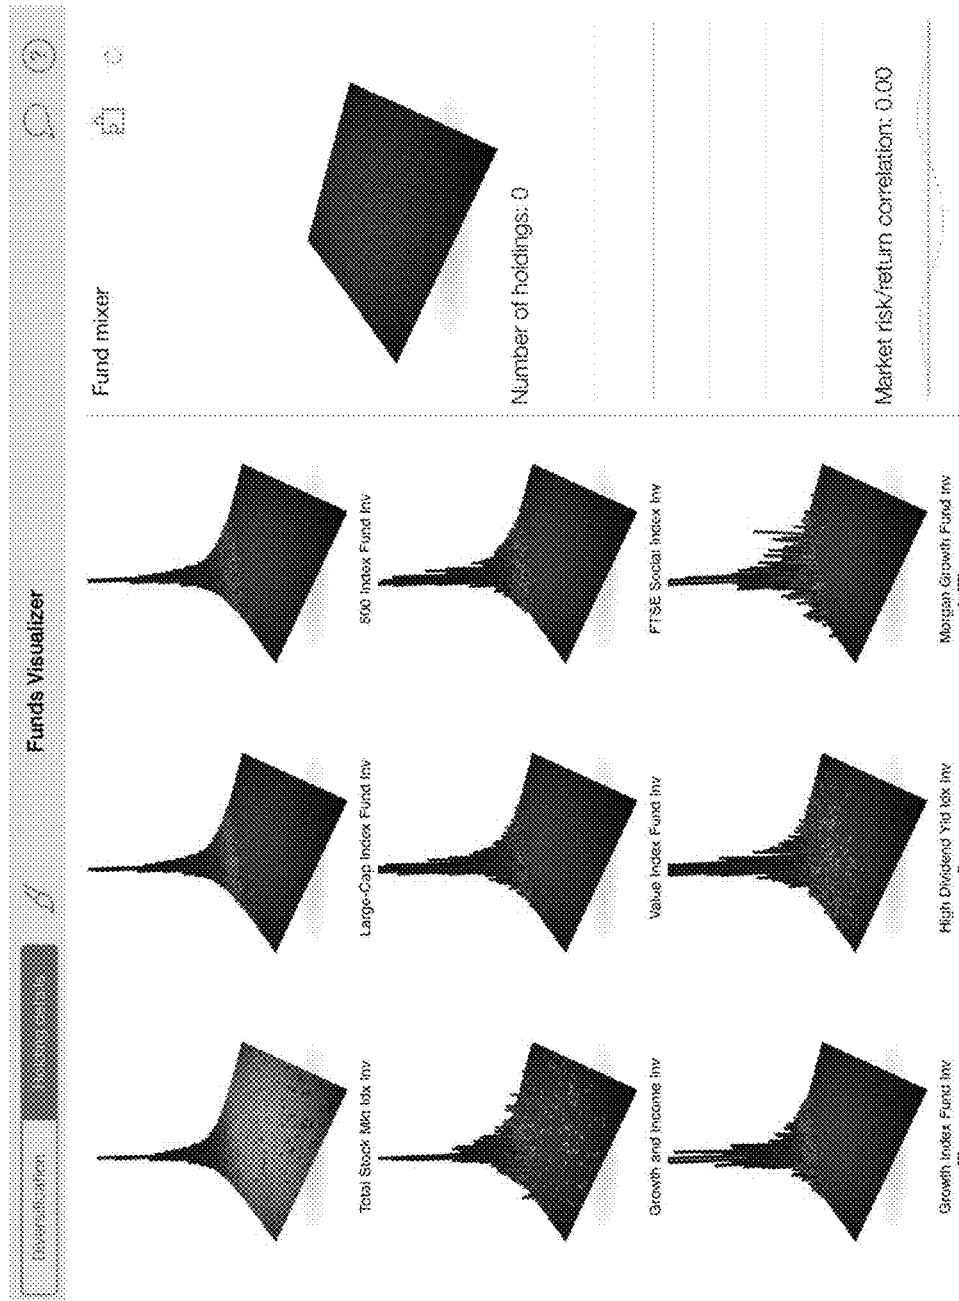 Diversification
Funds Visualizer
?
Total Stock Mkt Idx Inv
Large-Cap Index Fund Inv
500 Index Fund Inv
Growth and Income Inv
Value Index Fund Inv
FTSE Social Index Inv
Growth Index Fund Inv
High Dividend Yld Idx Inv
Morgan Growth Fund Inv
Fund mixer
Number of holdings: 0
Market risk/return correlation: 0.00